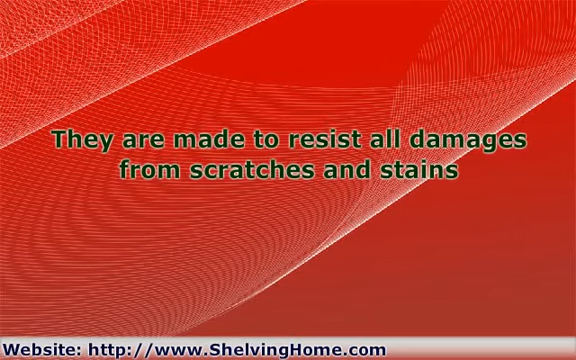 They are made to resist all damages
from scratches and stains
Website: http://www.ShelvingHome.com